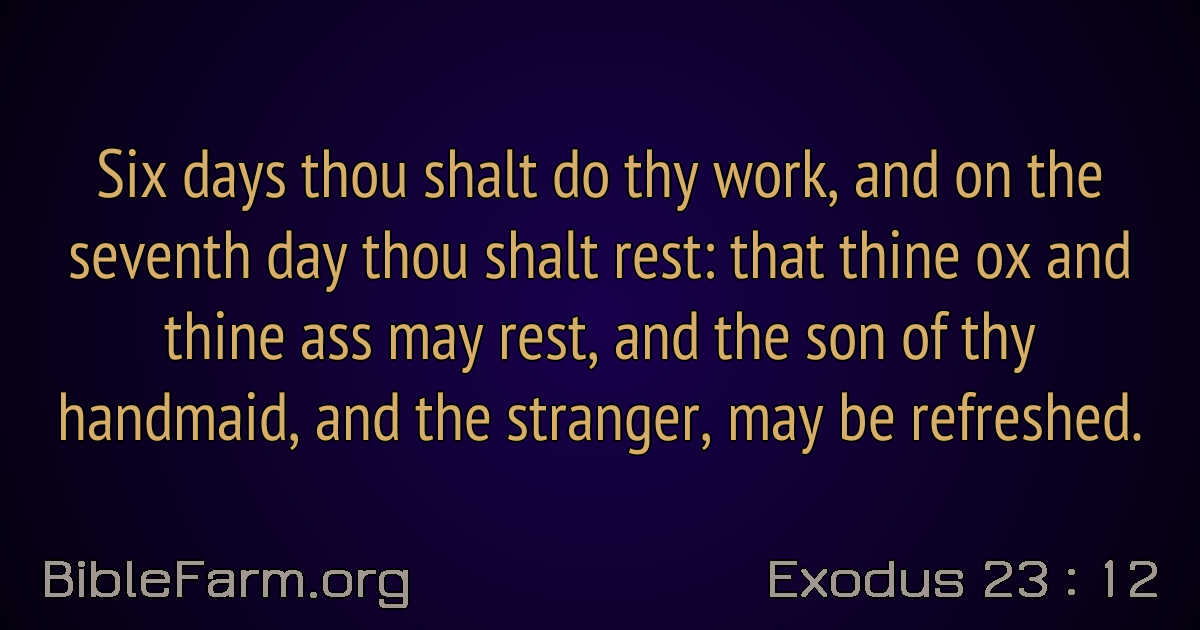 Six days thou shalt do thy work, and on the
seventh day thou shalt rest: that thine ox and
thine ass may rest, and the son of thy
handmaid, and the stranger, may be refreshed.
BibleFarm.org
Exodus 23 : 12